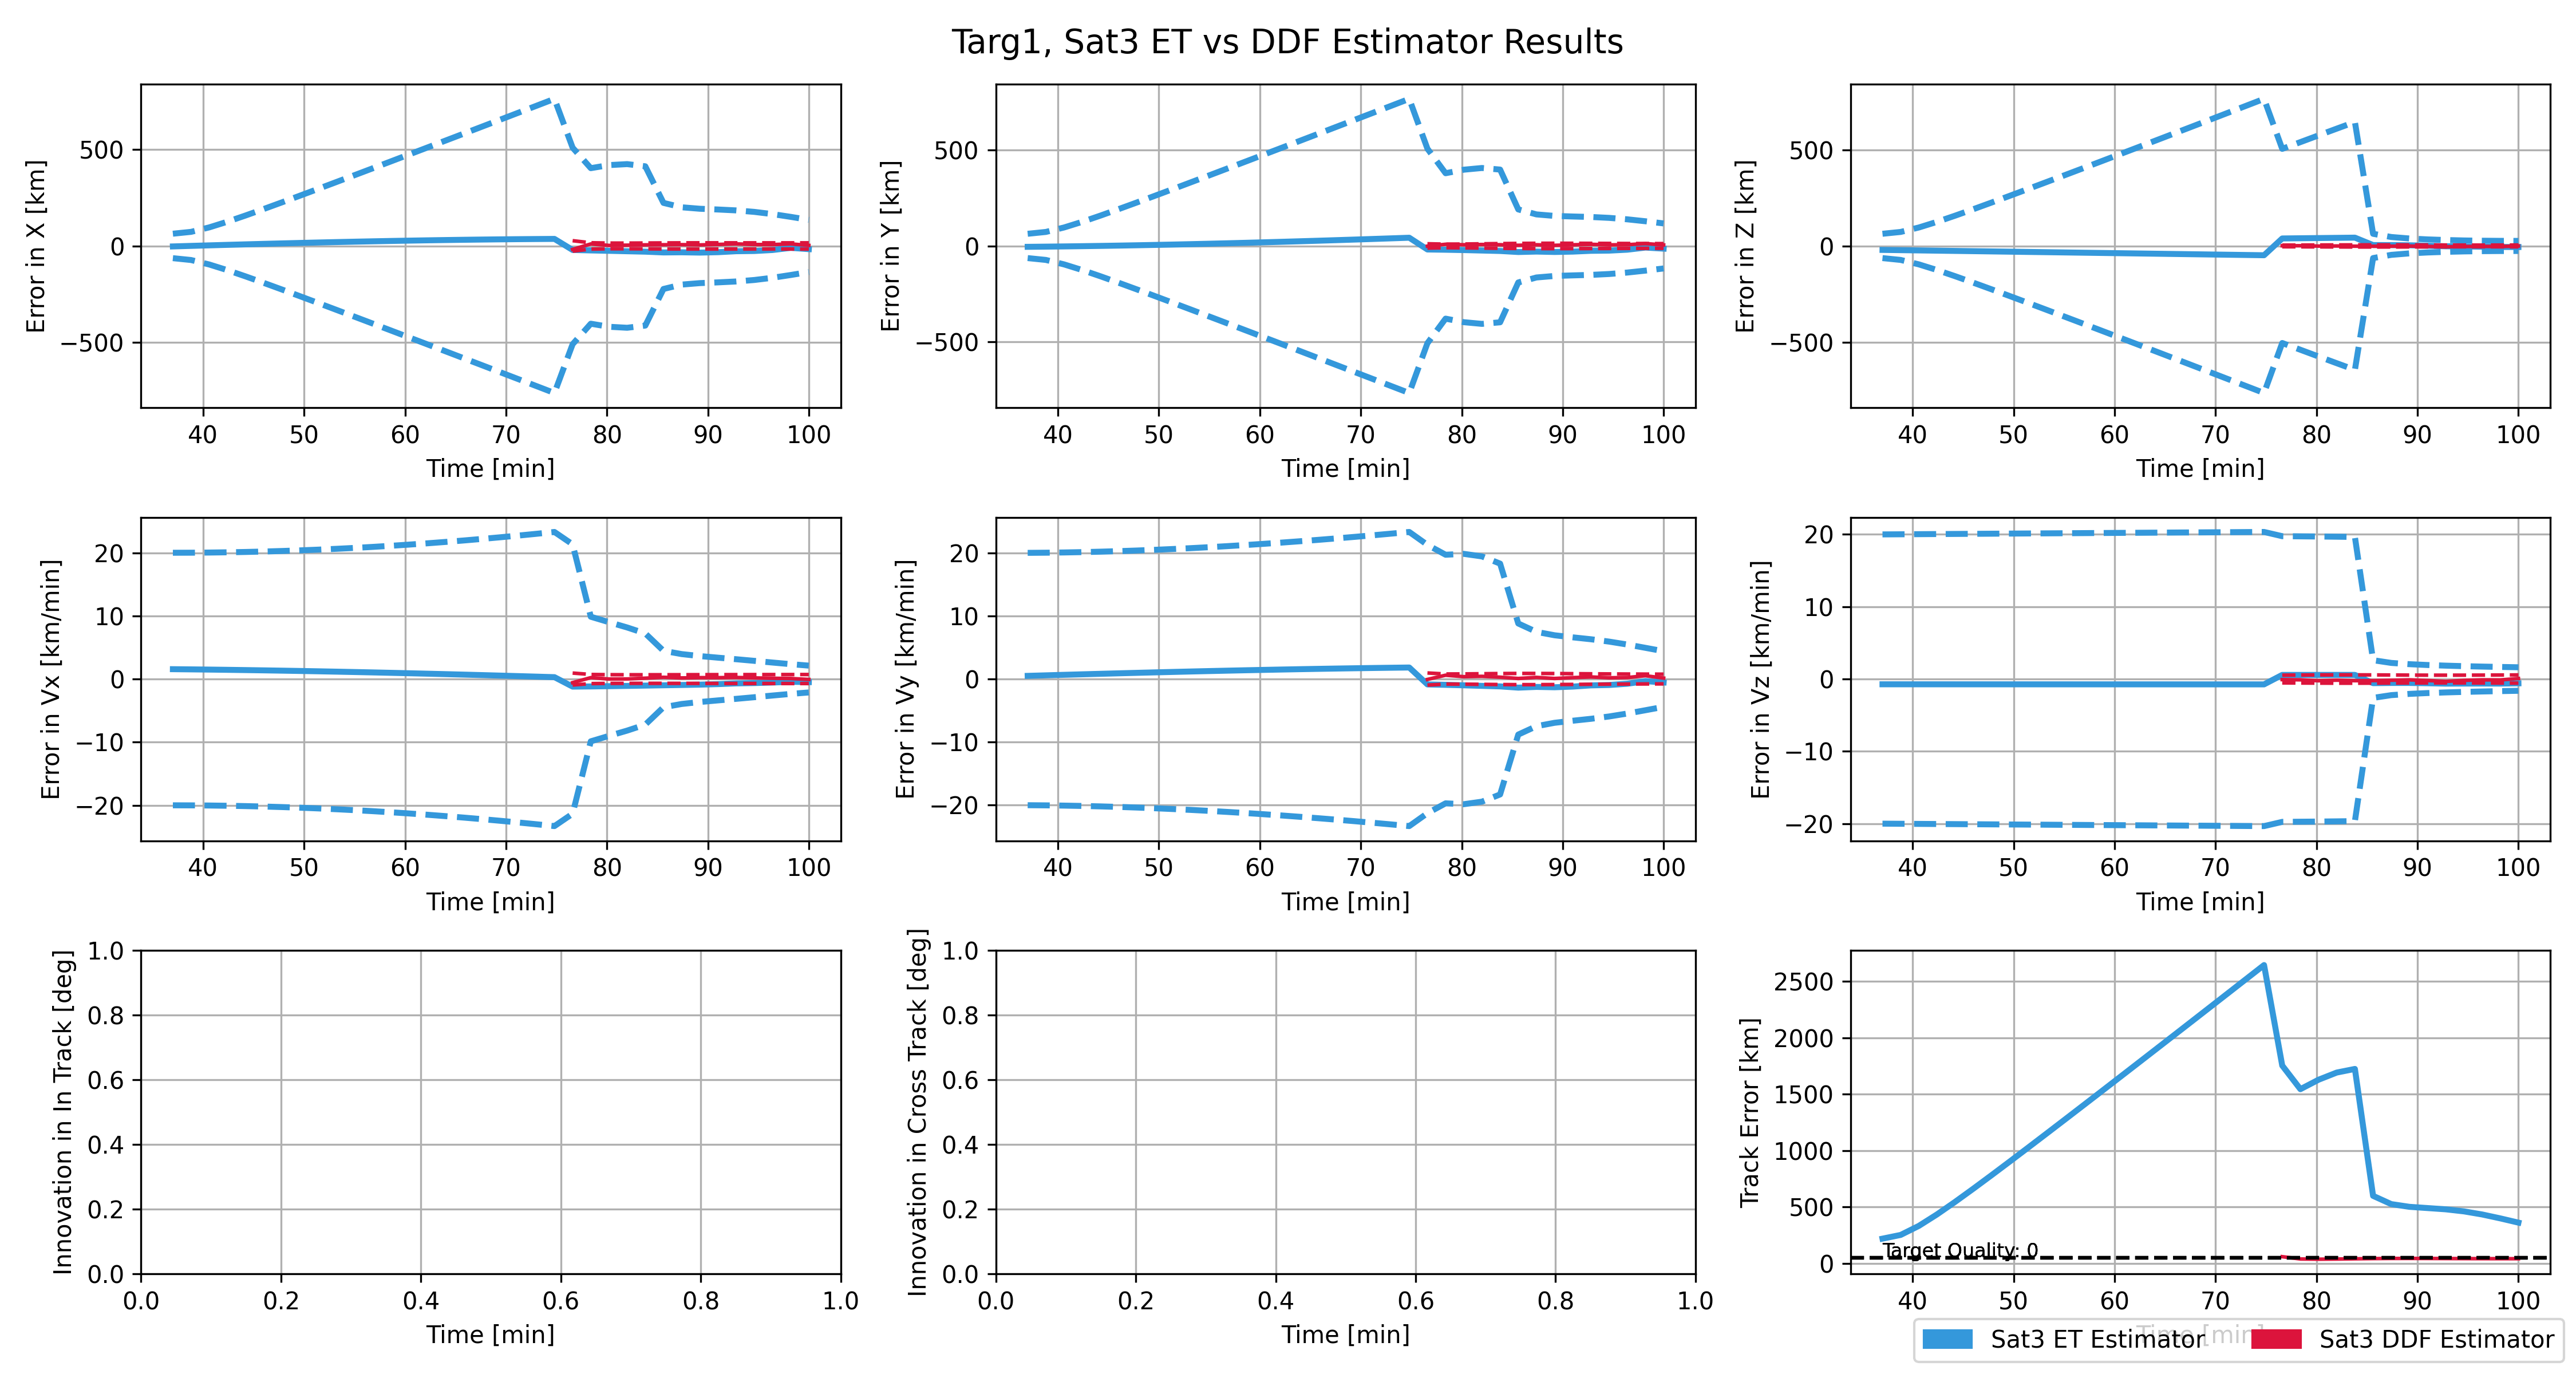 Targ1, Sat3 ET vs DDF Estimator Results
Error in X [km]
500
0
−500
40 50 60 70 80 90 100
Time [min]
Error in Y [km]
500
0
−500
40 50 60 70 80 90 100
Time [min]
Error in Z [km]
500
0
−500
40 50 60 70 80 90 100
Time [min]
Error in Vx [km/min]
20
10
0
−10
−20
40 50 60 70 80 90 100
Time [min]
Error in Vy [km/min]
20
10
0
−10
−20
40 50 60 70 80 90 100
Time [min]
Error in Vz [km/min]
20
10
0
−10
−20
40 50 60 70 80 90 100
Time [min]
Innovation in In Track [deg]
1.0
0.8
0.6
0.4
0.2
0.0
0.0 0.2 0.4 0.6 0.8 1.0
Time [min]
Innovation in Cross Track [deg]
1.0
0.8
0.6
0.4
0.2
0.0
0.0 0.2 0.4 0.6 0.8 1.0
Time [min]
Track Error [km]
2500
2000
1500
1000
500
0
Target Quality: 0
40 50 60 70 80 90 100
Time [min]
Sat3 ET Estimator
Sat3 DDF Estimator